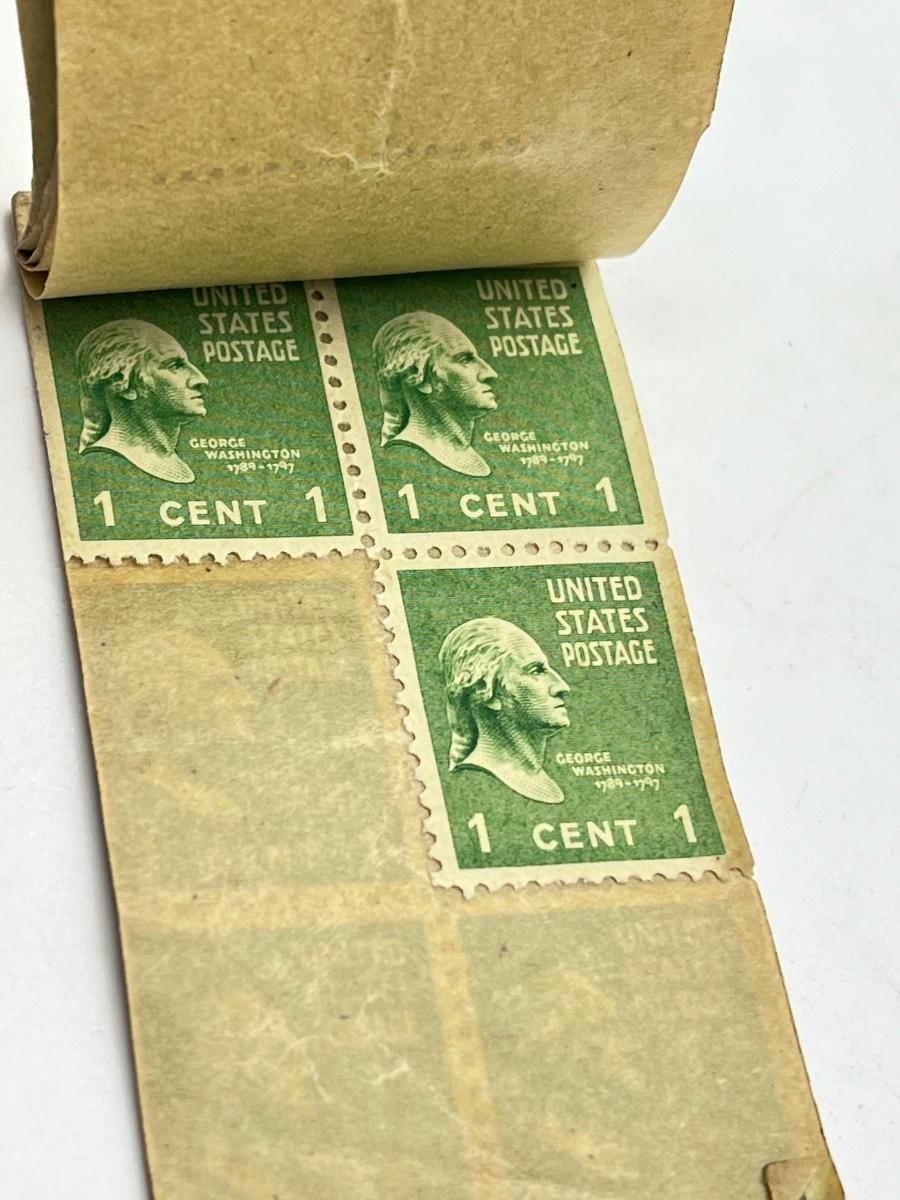 UNITED
STATES
POSTAGE
GEORGE
WASHINGTON
1789-1797
1 CENT 1
UNITED
STATES
POSTAGE
GEORGE
WASHINGTON
1789-1797
1 CENT 1
UNITED
STATES
POSTAGE
GEORGE
WASHINGTON
1789-1797
1 CENT 1